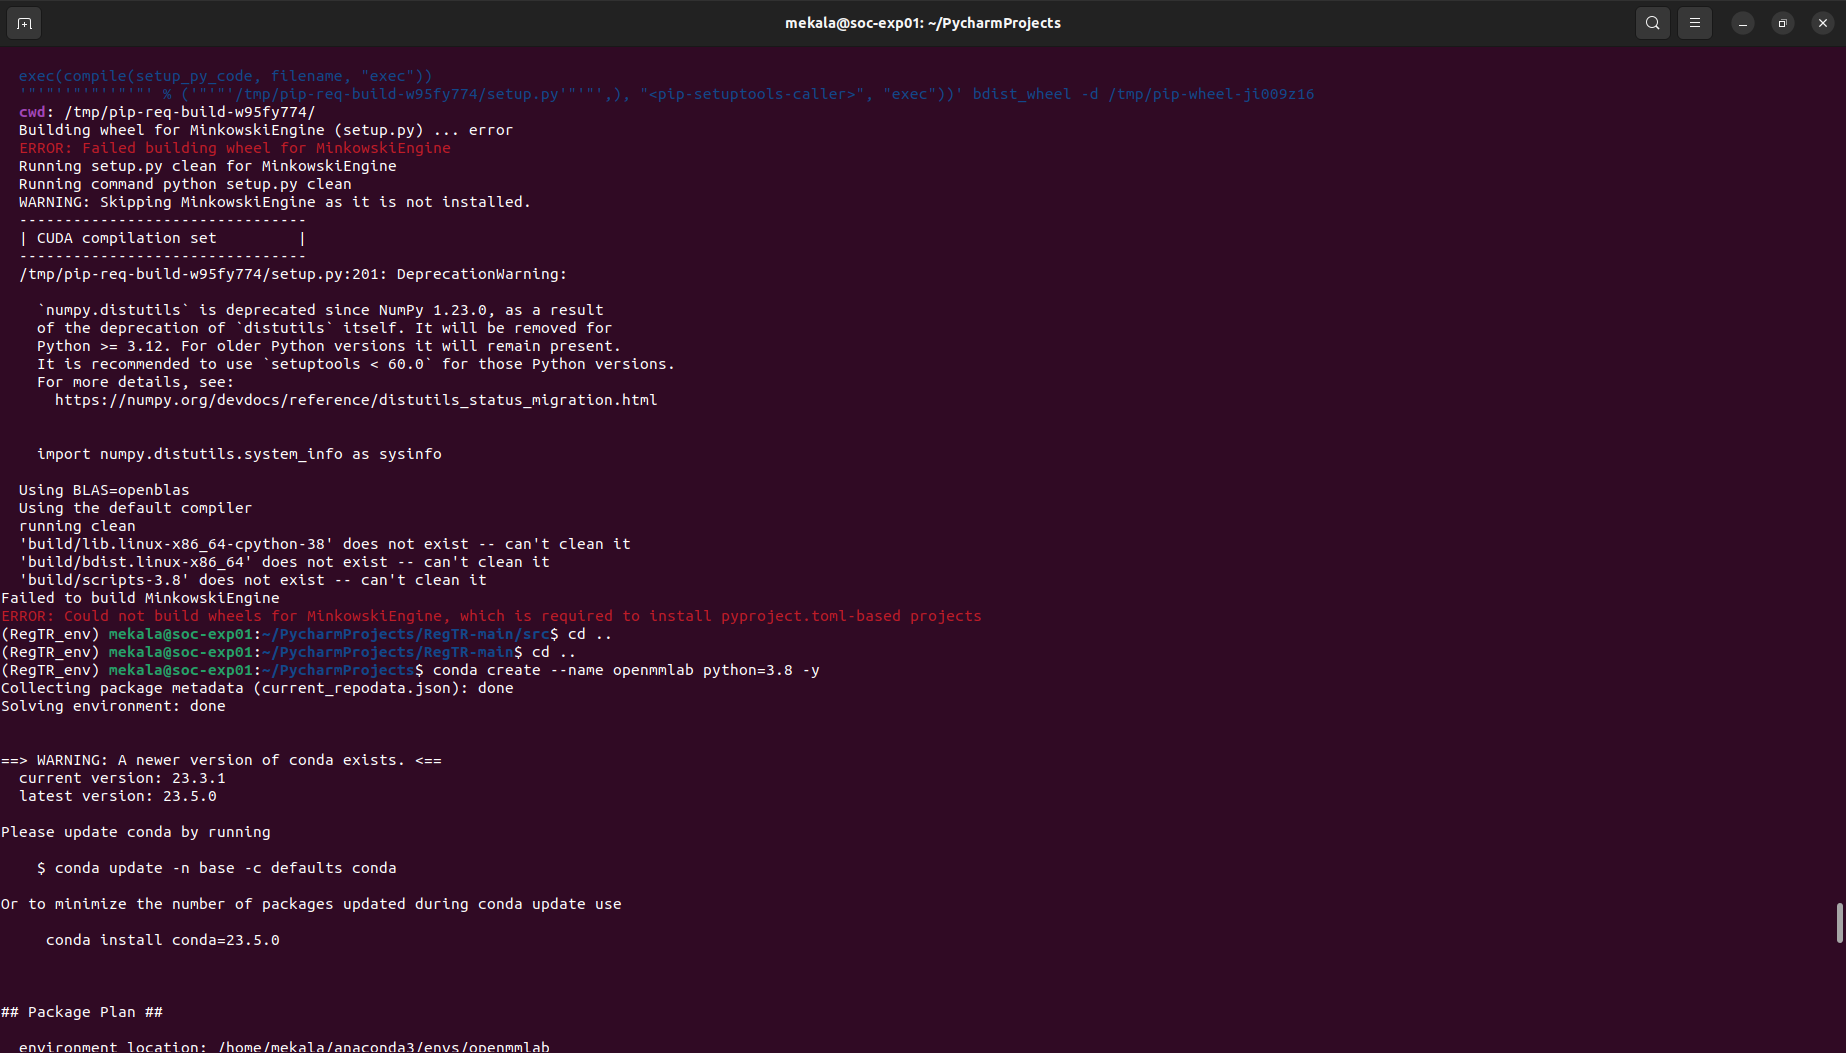 mekala@soc-exp01: ~/PycharmProjects
exec(compile(setup_py_code, filename, "exec"))
'"'"''"'"''"'"' % ('"'"'/tmp/pip-req-build-w95fy774/setup.py'"'"',), "<pip-setuptools-caller>", "exec"))' bdist_wheel -d /tmp/pip-wheel-ji009z16
cwd: /tmp/pip-req-build-w95fy774/
Building wheel for MinkowskiEngine (setup.py) ... error
ERROR: Failed building wheel for MinkowskiEngine
Running setup.py clean for MinkowskiEngine
Running command python setup.py clean
WARNING: Skipping MinkowskiEngine as it is not installed.
--------------------------------
| CUDA compilation set         |
--------------------------------
/tmp/pip-req-build-w95fy774/setup.py:201: DeprecationWarning:
`numpy.distutils` is deprecated since NumPy 1.23.0, as a result
of the deprecation of `distutils` itself. It will be removed for
Python >= 3.12. For older Python versions it will remain present.
It is recommended to use `setuptools < 60.0` for those Python versions.
For more details, see:
https://numpy.org/devdocs/reference/distutils_status_migration.html
import numpy.distutils.system_info as sysinfo
Using BLAS=openblas
Using the default compiler
running clean
'build/lib.linux-x86_64-cpython-38' does not exist -- can't clean it
'build/bdist.linux-x86_64' does not exist -- can't clean it
'build/scripts-3.8' does not exist -- can't clean it
Failed to build MinkowskiEngine
ERROR: Could not build wheels for MinkowskiEngine, which is required to install pyproject.toml-based projects
(RegTR_env) mekala@soc-exp01:~/PycharmProjects/RegTR-main/src$ cd ..
(RegTR_env) mekala@soc-exp01:~/PycharmProjects/RegTR-main$ cd ..
(RegTR_env) mekala@soc-exp01:~/PycharmProjects$ conda create --name openmmlab python=3.8 -y
Collecting package metadata (current_repodata.json): done
Solving environment: done
==> WARNING: A newer version of conda exists. <==
current version: 23.3.1
latest version: 23.5.0
Please update conda by running
$ conda update -n base -c defaults conda
Or to minimize the number of packages updated during conda update use
conda install conda=23.5.0
## Package Plan ##
environment location: /home/mekala/anaconda3/envs/openmmlab